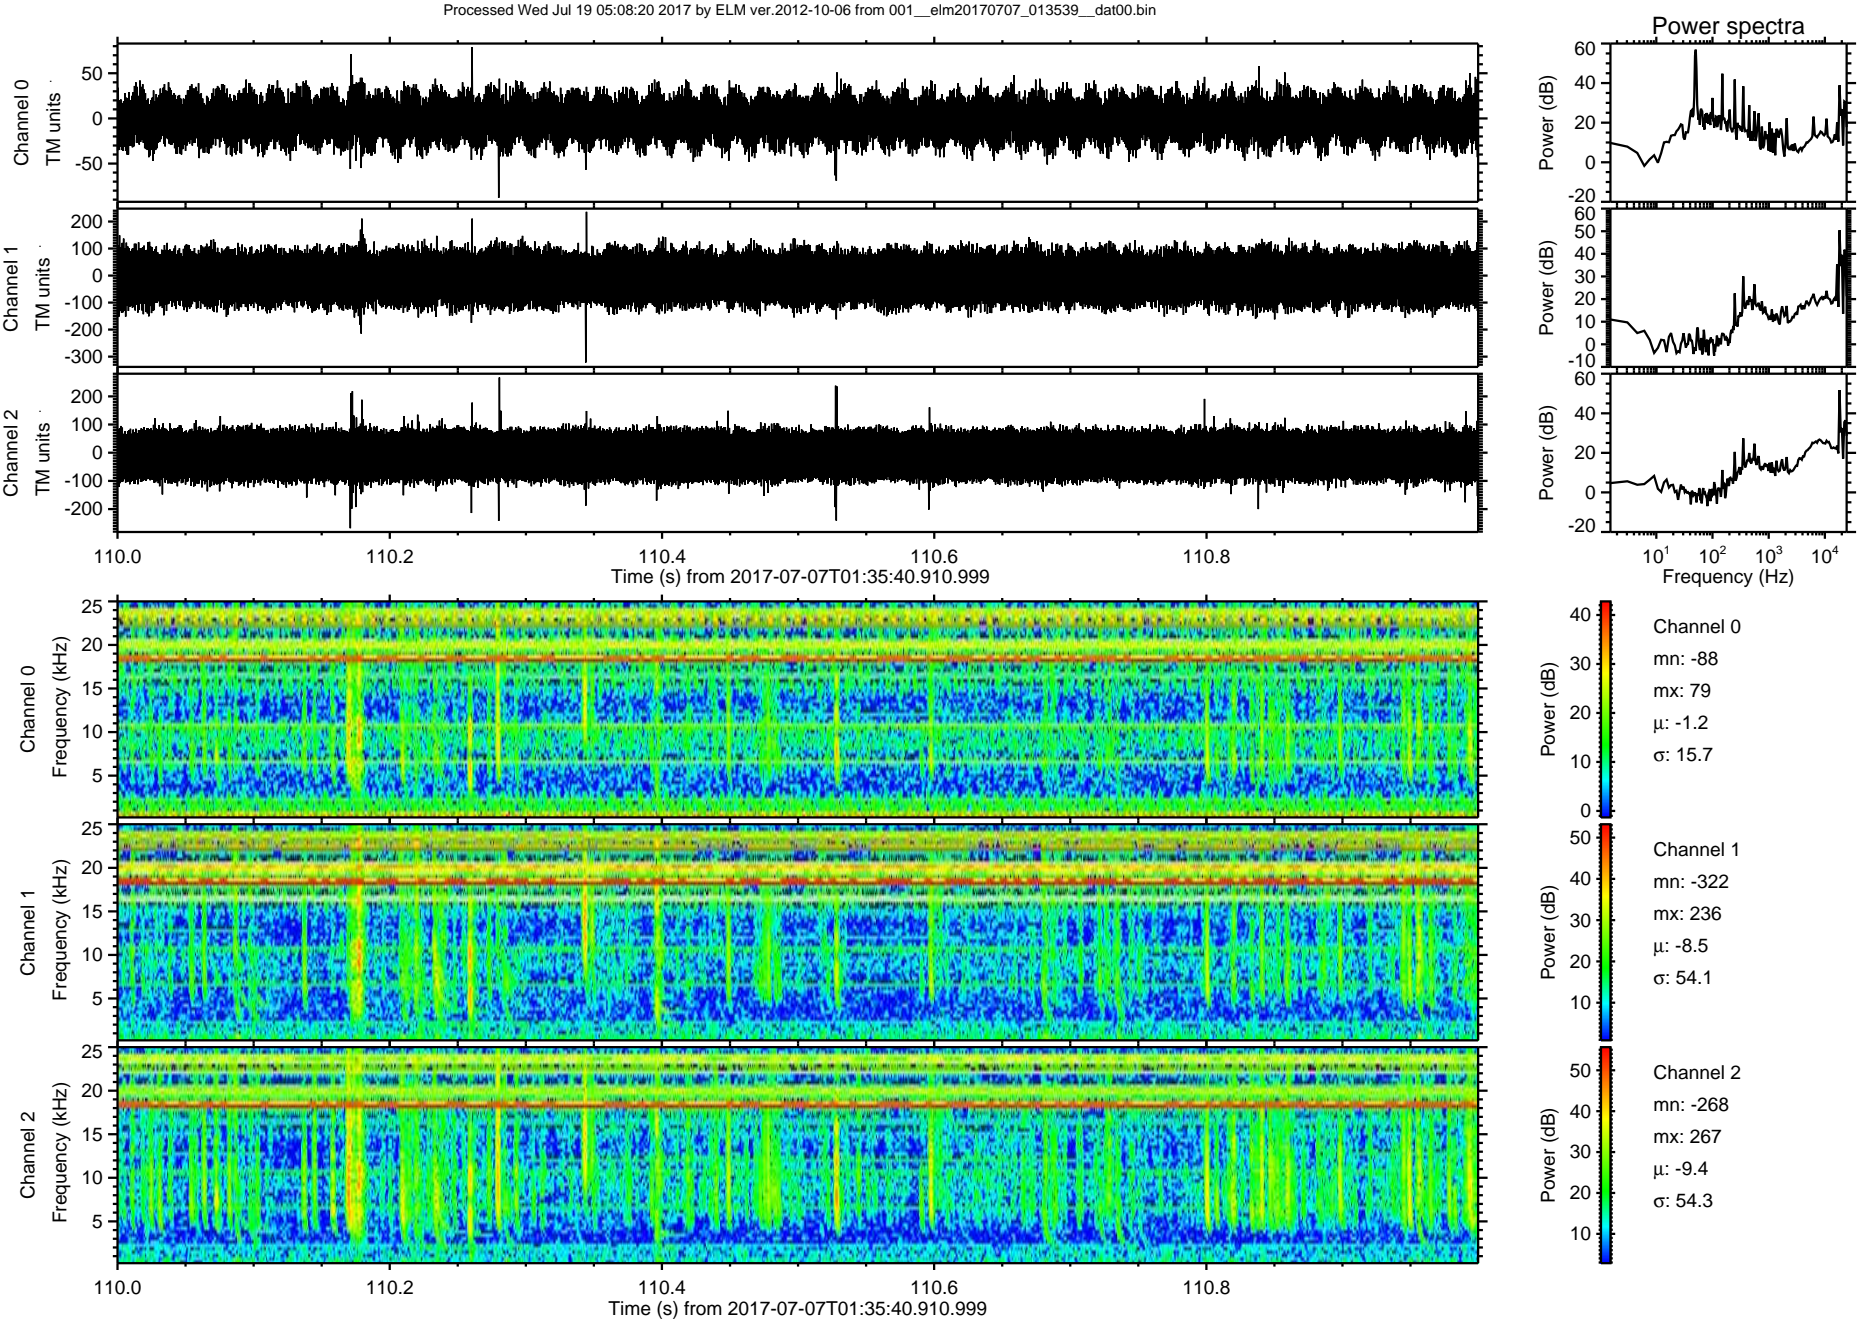 Processed Wed Jul 19 05:08:20 2017 by ELM ver.2012-10-06 from 001__elm20170707_013539__dat00.bin
Power spectra
Channel 0
TM units
50
0
-50
Power (dB)
60
40
20
0
-20
Channel 1
TM units
200
100
0
-100
-200
-300
Power (dB)
60
50
40
30
20
10
0
-10
Channel 2
TM units
200
100
0
-100
-200
Power (dB)
60
40
20
0
-20
110.0 110.2 110.4 110.6 110.8
Time (s) from 2017-07-07T01:35:40.910.999
10^1 10^2 10^3 10^4
Frequency (Hz)
Channel 0
Frequency (kHz)
25
20
15
10
5
Power (dB)
40
30
20
10
0
Channel 0
mn: -88
mx: 79
μ: -1.2
σ: 15.7
Channel 1
Frequency (kHz)
25
20
15
10
5
Power (dB)
50
40
30
20
10
Channel 1
mn: -322
mx: 236
μ: -8.5
σ: 54.1
Channel 2
Frequency (kHz)
25
20
15
10
5
Power (dB)
50
40
30
20
10
Channel 2
mn: -268
mx: 267
μ: -9.4
σ: 54.3
110.0 110.2 110.4 110.6 110.8
Time (s) from 2017-07-07T01:35:40.910.999